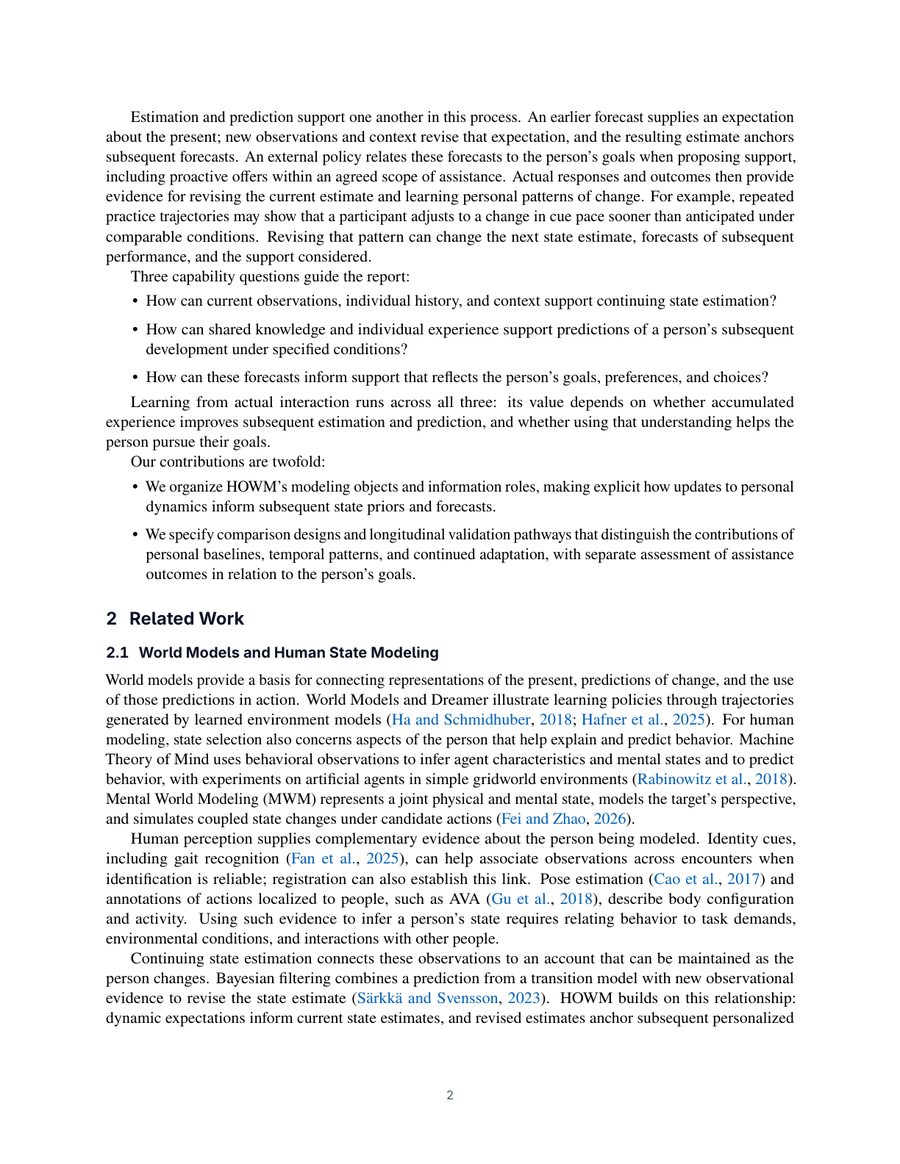 Estimation and prediction support one another in this process. An earlier forecast supplies an expectation
about the present; new observations and context revise that expectation, and the resulting estimate anchors
subsequent forecasts. An external policy relates these forecasts to the person's goals when proposing support,
including proactive offers within an agreed scope of assistance. Actual responses and outcomes then provide
evidence for revising the current estimate and learning personal patterns of change. For example, repeated
practice trajectories may show that a participant adjusts to a change in cue pace sooner than anticipated under
comparable conditions. Revising that pattern can change the next state estimate, forecasts of subsequent
performance, and the support considered.
Three capability questions guide the report:
• How can current observations, individual history, and context support continuing state estimation?
• How can shared knowledge and individual experience support predictions of a person's subsequent
development under specified conditions?
• How can these forecasts inform support that reflects the person's goals, preferences, and choices?
Learning from actual interaction runs across all three: its value depends on whether accumulated
experience improves subsequent estimation and prediction, and whether using that understanding helps the
person pursue their goals.
Our contributions are twofold:
• We organize HOWM's modeling objects and information roles, making explicit how updates to personal
dynamics inform subsequent state priors and forecasts.
• We specify comparison designs and longitudinal validation pathways that distinguish the contributions of
personal baselines, temporal patterns, and continued adaptation, with separate assessment of assistance
outcomes in relation to the person's goals.
2 Related Work
2.1 World Models and Human State Modeling
World models provide a basis for connecting representations of the present, predictions of change, and the use
of those predictions in action. World Models and Dreamer illustrate learning policies through trajectories
generated by learned environment models (Ha and Schmidhuber, 2018; Hafner et al., 2025). For human
modeling, state selection also concerns aspects of the person that help explain and predict behavior. Machine
Theory of Mind uses behavioral observations to infer agent characteristics and mental states and to predict
behavior, with experiments on artificial agents in simple gridworld environments (Rabinowitz et al., 2018).
Mental World Modeling (MWM) represents a joint physical and mental state, models the target's perspective,
and simulates coupled state changes under candidate actions (Fei and Zhao, 2026).
Human perception supplies complementary evidence about the person being modeled. Identity cues,
including gait recognition (Fan et al., 2025), can help associate observations across encounters when
identification is reliable; registration can also establish this link. Pose estimation (Cao et al., 2017) and
annotations of actions localized to people, such as AVA (Gu et al., 2018), describe body configuration
and activity. Using such evidence to infer a person's state requires relating behavior to task demands,
environmental conditions, and interactions with other people.
Continuing state estimation connects these observations to an account that can be maintained as the
person changes. Bayesian filtering combines a prediction from a transition model with new observational
evidence to revise the state estimate (Särkkä and Svensson, 2023). HOWM builds on this relationship:
dynamic expectations inform current state estimates, and revised estimates anchor subsequent personalized
2